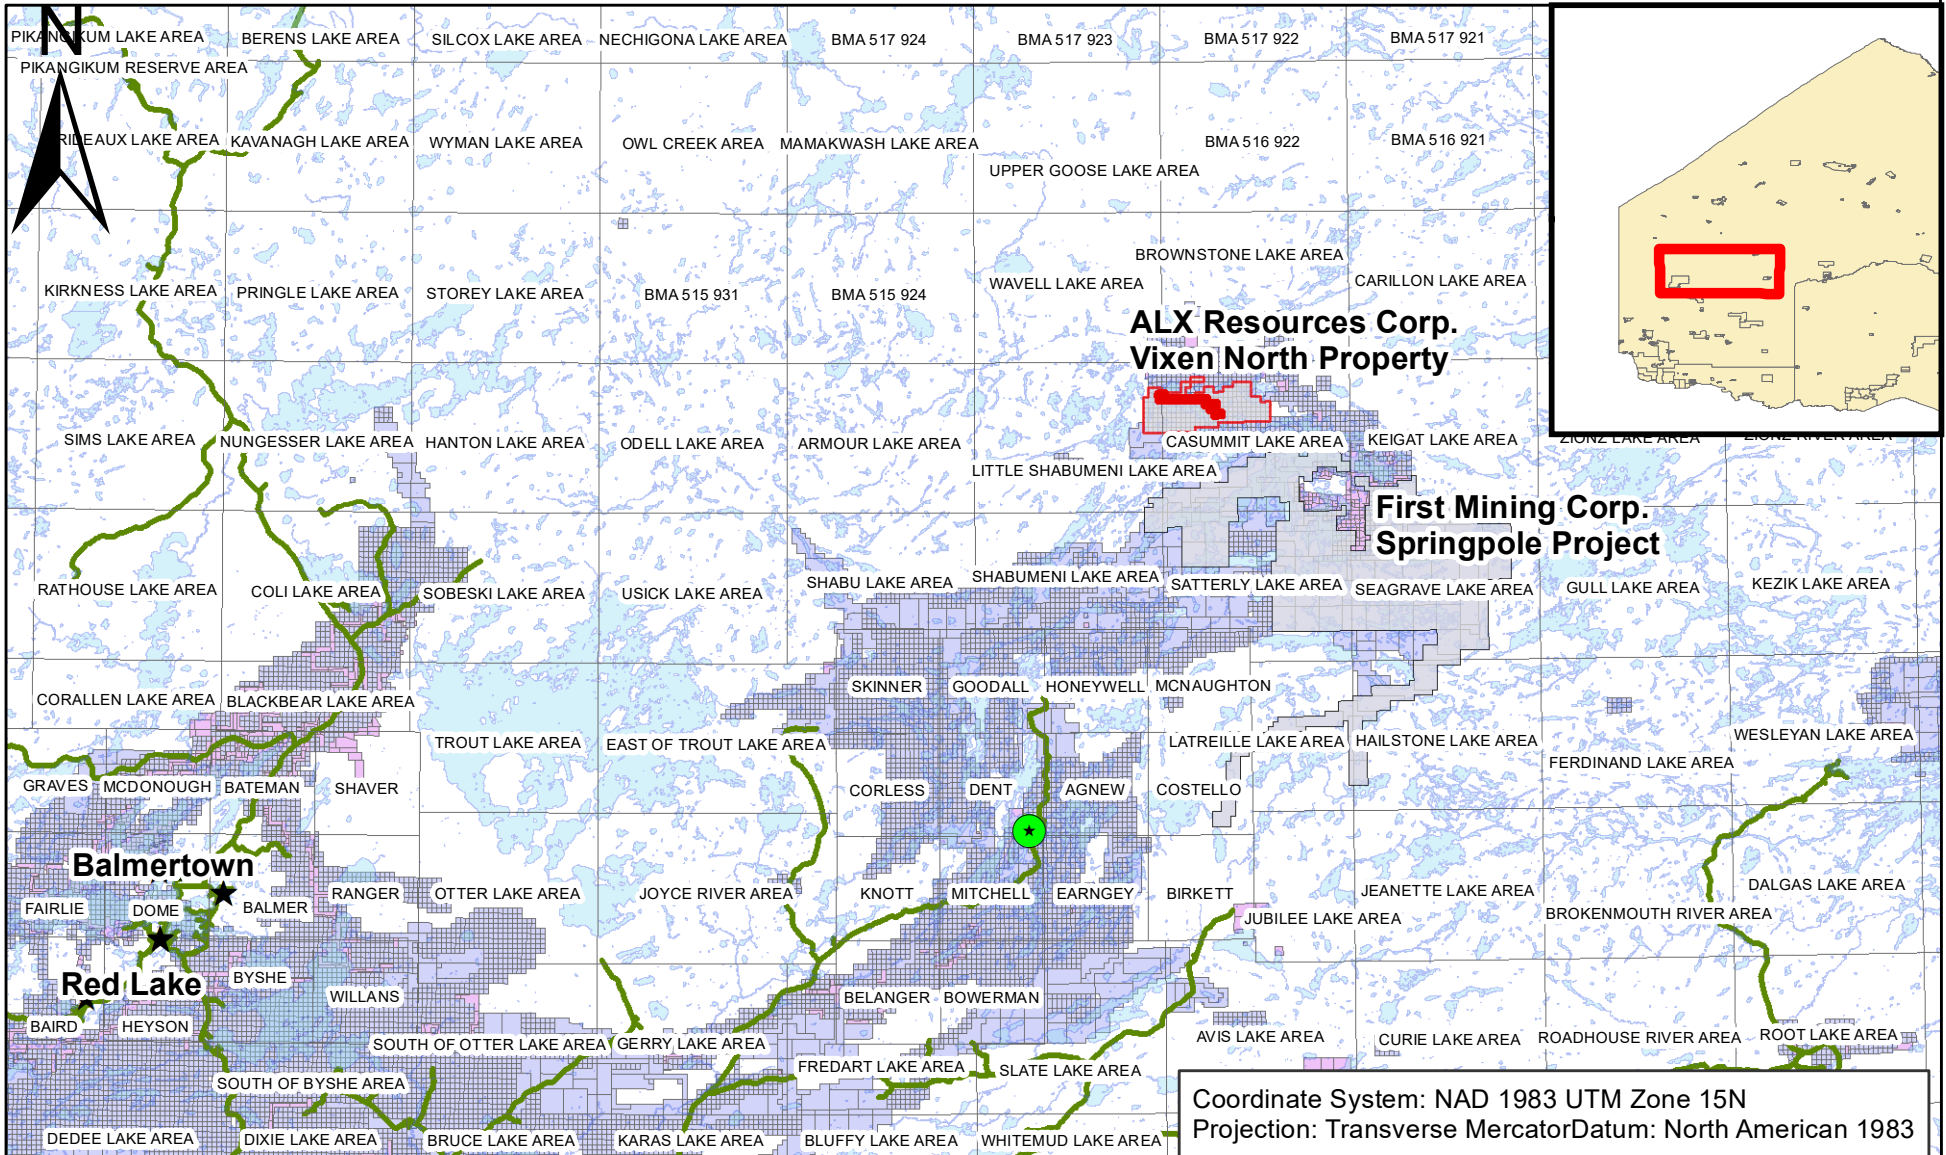 N
PIKANGIKUM LAKE AREA
BERENS LAKE AREA
SILCOX LAKE AREA
NECHIGONA LAKE AREA
BMA 517 924
BMA 517 923
BMA 517 922
BMA 517 921
PIKANGIKUM RESERVE AREA
RIDEAUX LAKE AREA
KAVANAGH LAKE AREA
WYMAN LAKE AREA
OWL CREEK AREA
MAMAKWASH LAKE AREA
BMA 516 922
BMA 516 921
UPPER GOOSE LAKE AREA
BROWNSTONE LAKE AREA
KIRKNESS LAKE AREA
PRINGLE LAKE AREA
STOREY LAKE AREA
BMA 515 931
BMA 515 924
WAVELL LAKE AREA
CARILLON LAKE AREA
ALX Resources Corp.
Vixen North Property
SIMS LAKE AREA
NUNGESSER LAKE AREA
HANTON LAKE AREA
ODELL LAKE AREA
ARMOUR LAKE AREA
CASUMMIT LAKE AREA
KEIGAT LAKE AREA
ZIONZ LAKE AREA
ZIONZ RIVER AREA
LITTLE SHABUMENI LAKE AREA
First Mining Corp.
Springpole Project
RATHOUSE LAKE AREA
COLI LAKE AREA
SOBESKI LAKE AREA
USICK LAKE AREA
SHABU LAKE AREA
SHABUMENI LAKE AREA
SATTERLY LAKE AREA
SEAGRAVE LAKE AREA
GULL LAKE AREA
KEZIK LAKE AREA
CORALLEN LAKE AREA
BLACKBEAR LAKE AREA
SKINNER
GOODALL
HONEYWELL
MCNAUGHTON
TROUT LAKE AREA
EAST OF TROUT LAKE AREA
LATREILLE LAKE AREA
HAILSTONE LAKE AREA
WESLEYAN LAKE AREA
FERDINAND LAKE AREA
GRAVES
MCDONOUGH
BATEMAN
SHAVER
CORLESS
DENT
AGNEW
COSTELLO
Balmertown
FAIRLIE
DOME
BALMER
RANGER
OTTER LAKE AREA
JOYCE RIVER AREA
KNOTT
MITCHELL
EARNGEY
BIRKETT
JEANETTE LAKE AREA
DALGAS LAKE AREA
JUBILEE LAKE AREA
BROKENMOUTH RIVER AREA
Red Lake
BYSHE
WILLANS
BELANGER
BOWERMAN
BAIRD
HEYSON
SOUTH OF OTTER LAKE AREA
GERRY LAKE AREA
AVIS LAKE AREA
CURIE LAKE AREA
ROADHOUSE RIVER AREA
ROOT LAKE AREA
SOUTH OF BYSHE AREA
FREDART LAKE AREA
SLATE LAKE AREA
DEDEE LAKE AREA
DIXIE LAKE AREA
BRUCE LAKE AREA
KARAS LAKE AREA
BLUFFY LAKE AREA
WHITEMUD LAKE AREA
Coordinate System: NAD 1983 UTM Zone 15N
Projection: Transverse MercatorDatum: North American 1983